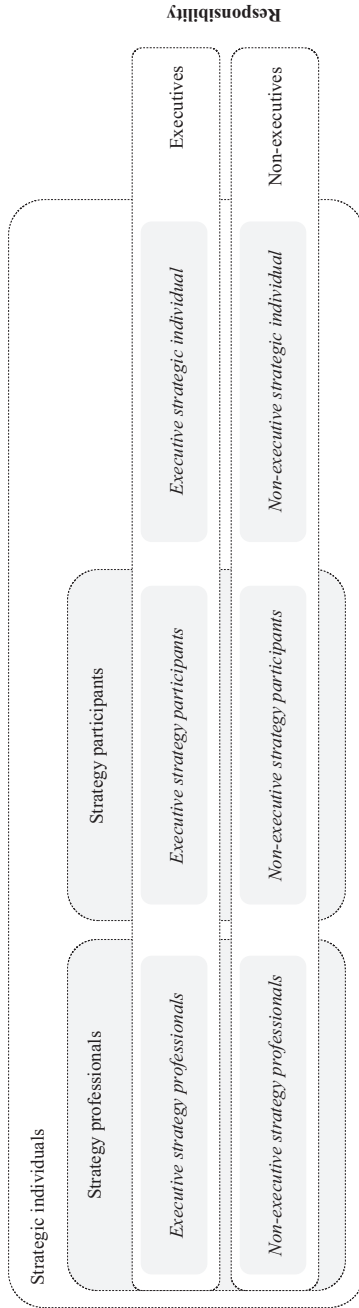 Strategic individuals
Strategy professionals
Strategy participants
Executive strategy professionals
Executive strategy participants
Executive strategic individual
Executives
Non-executive strategy professionals
Non-executive strategy participants
Non-executive strategic individual
Non-executives
Responsibility